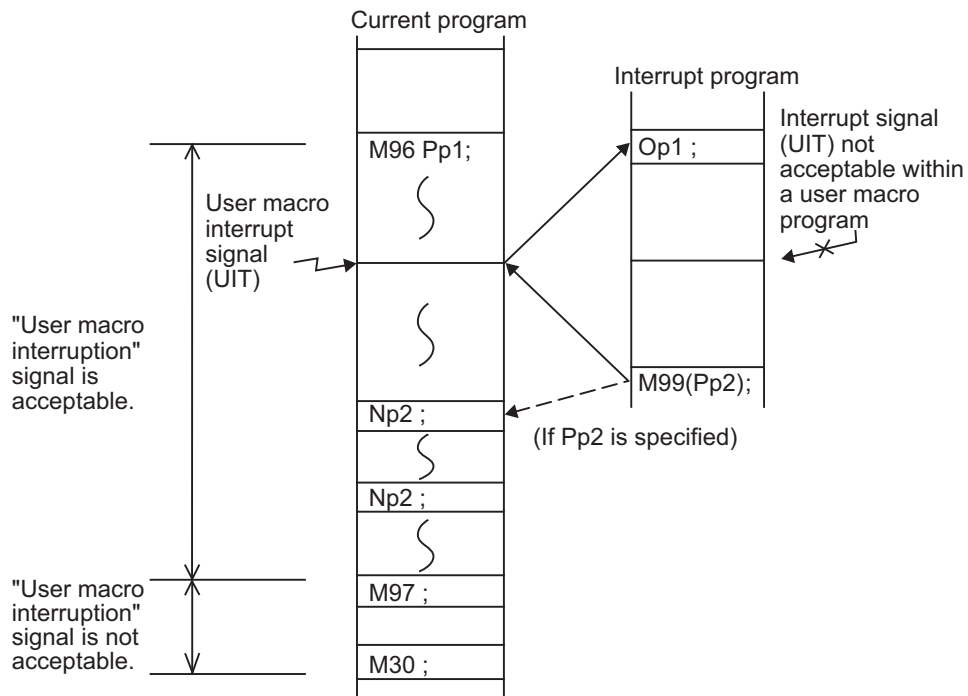 Current program
Interrupt program
M96 Pp1;
Op1 ;
Interrupt signal
(UIT) not
acceptable within
a user macro
program
User macro
interrupt
signal
(UIT)
"User macro
interruption"
signal is
acceptable.
M99(Pp2);
Np2 ;
(If Pp2 is specified)
Np2 ;
"User macro
interruption"
signal is not
acceptable.
M97 ;
M30 ;